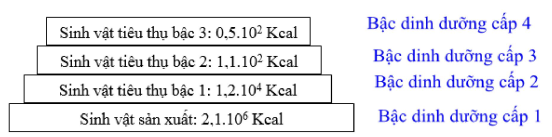 Bậc dinh dưỡng cấp 4
Sinh vật tiêu thụ bậc 3: 0,5.10² Kcal
Bậc dinh dưỡng cấp 3
Sinh vật tiêu thụ bậc 2: 1,1.10² Kcal
Bậc dinh dưỡng cấp 2
Sinh vật tiêu thụ bậc 1: 1,2.10⁴ Kcal
Bậc dinh dưỡng cấp 1
Sinh vật sản xuất: 2,1.10⁶ Kcal